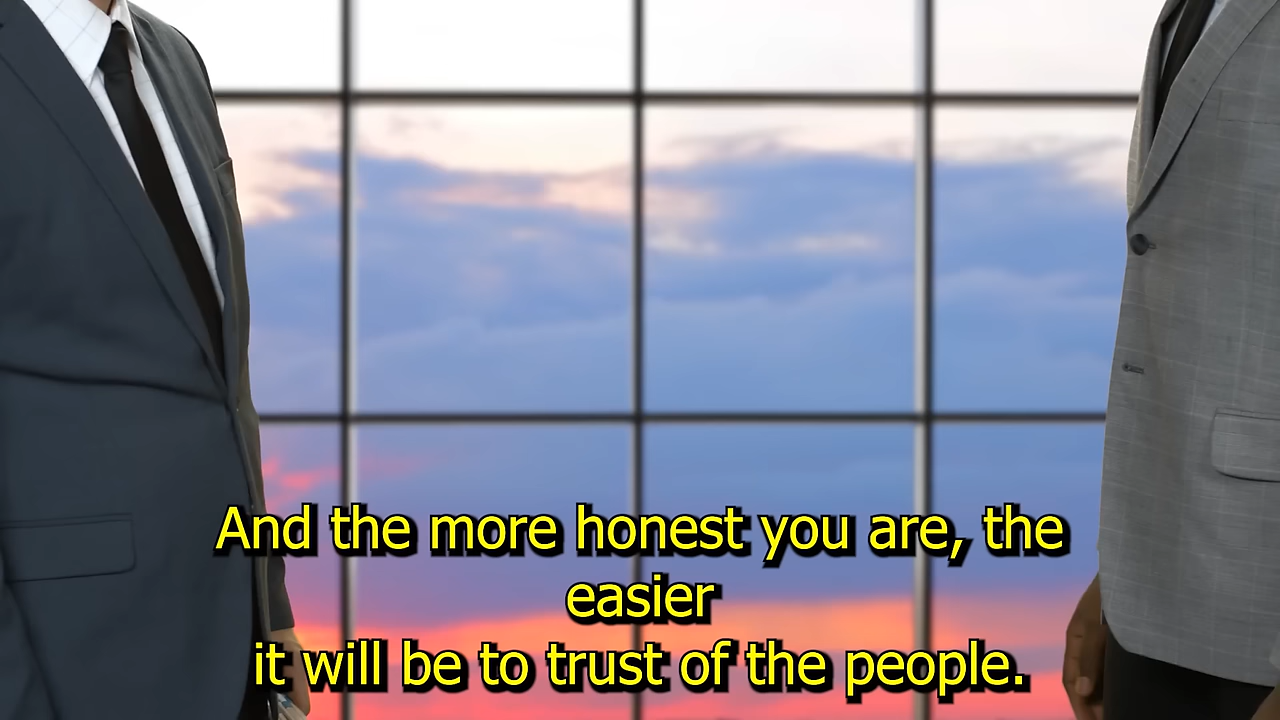 And the more honest you are, the
easier
it will be to trust of the people.